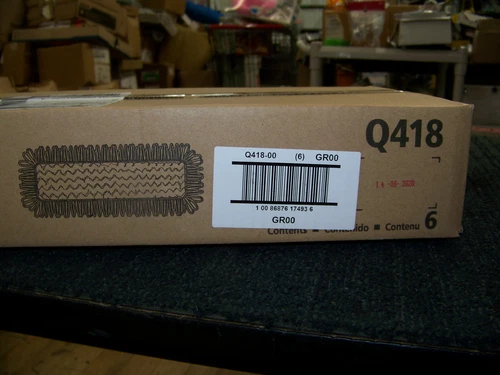 Q418
Q418-00 (6) GR00
1 00 86876 17493 6
GR00
Contents ■ Contenido ■ Contenu 6